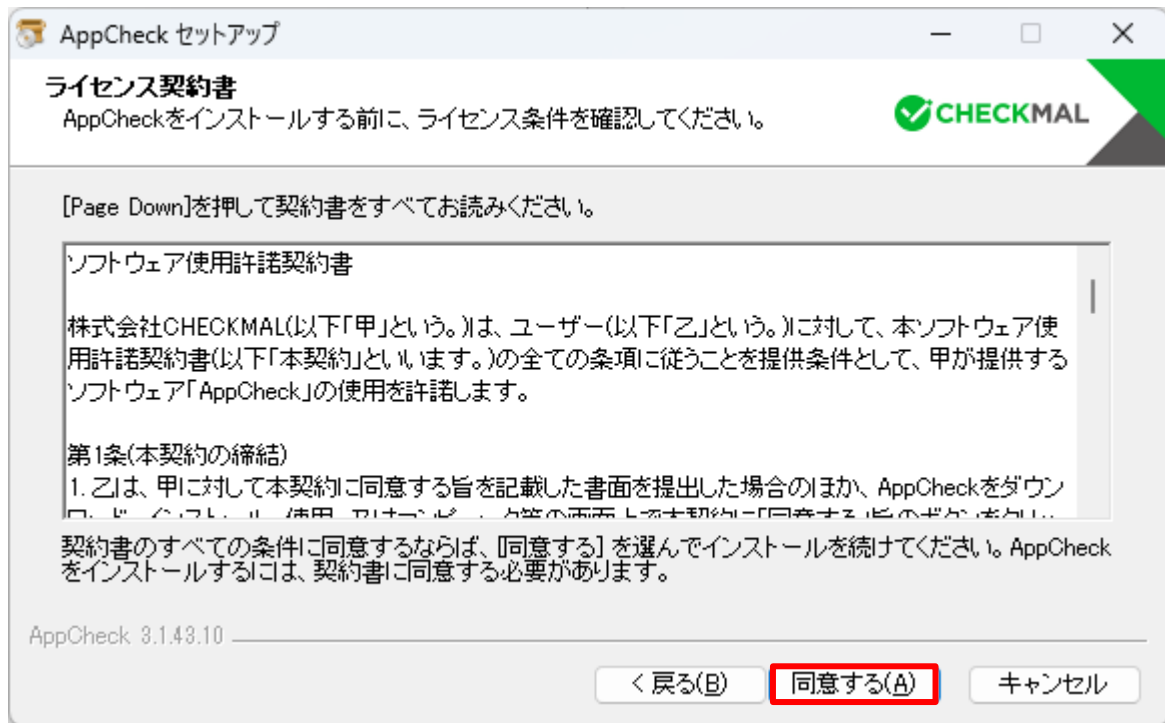 AppCheck セットアップ
ライセンス契約書
AppCheckをインストールする前に、ライセンス条件を確認してください。
CHECKMAL
[Page Down]を押して契約書をすべてお読みください。
ソフトウェア使用許諾契約書
株式会社CHECKMAL(以下「甲」という。)は、ユーザー(以下「乙」という。)に対して、本ソフトウェア使
用許諾契約書(以下「本契約」といいます。)の全ての条項に従うことを提供条件として、甲が提供する
ソフトウェア「AppCheck」の使用を許諾します。
第1条(本契約の締結)
1. 乙は、甲に対して本契約に同意する旨を記載した書面を提出した場合のほか、AppCheckをダウン
契約書のすべての条件に同意するならば、[同意する] を選んでインストールを続けてください。AppCheck
をインストールするには、契約書に同意する必要があります。
AppCheck 3.1.43.10
< 戻る(B)
同意する(A)
キャンセル